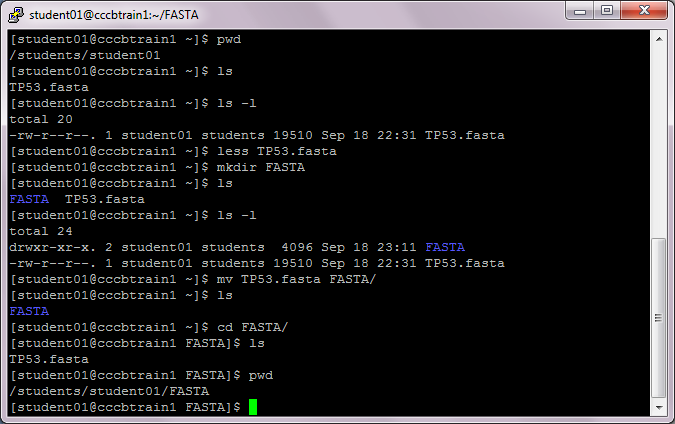 student01@cccbtrain1:~/FASTA
[student01@cccbtrain1 ~]$ pwd
/students/student01
[student01@cccbtrain1 ~]$ ls
TP53.fasta
[student01@cccbtrain1 ~]$ ls -l
total 20
-rw-r--r--. 1 student01 students 19510 Sep 18 22:31 TP53.fasta
[student01@cccbtrain1 ~]$ less TP53.fasta
[student01@cccbtrain1 ~]$ mkdir FASTA
[student01@cccbtrain1 ~]$ ls
FASTA  TP53.fasta
[student01@cccbtrain1 ~]$ ls -l
total 24
drwxr-xr-x. 2 student01 students  4096 Sep 18 23:11 FASTA
-rw-r--r--. 1 student01 students 19510 Sep 18 22:31 TP53.fasta
[student01@cccbtrain1 ~]$ mv TP53.fasta FASTA/
[student01@cccbtrain1 ~]$ ls
FASTA
[student01@cccbtrain1 ~]$ cd FASTA/
[student01@cccbtrain1 FASTA]$ ls
TP53.fasta
[student01@cccbtrain1 FASTA]$ pwd
/students/student01/FASTA
[student01@cccbtrain1 FASTA]$